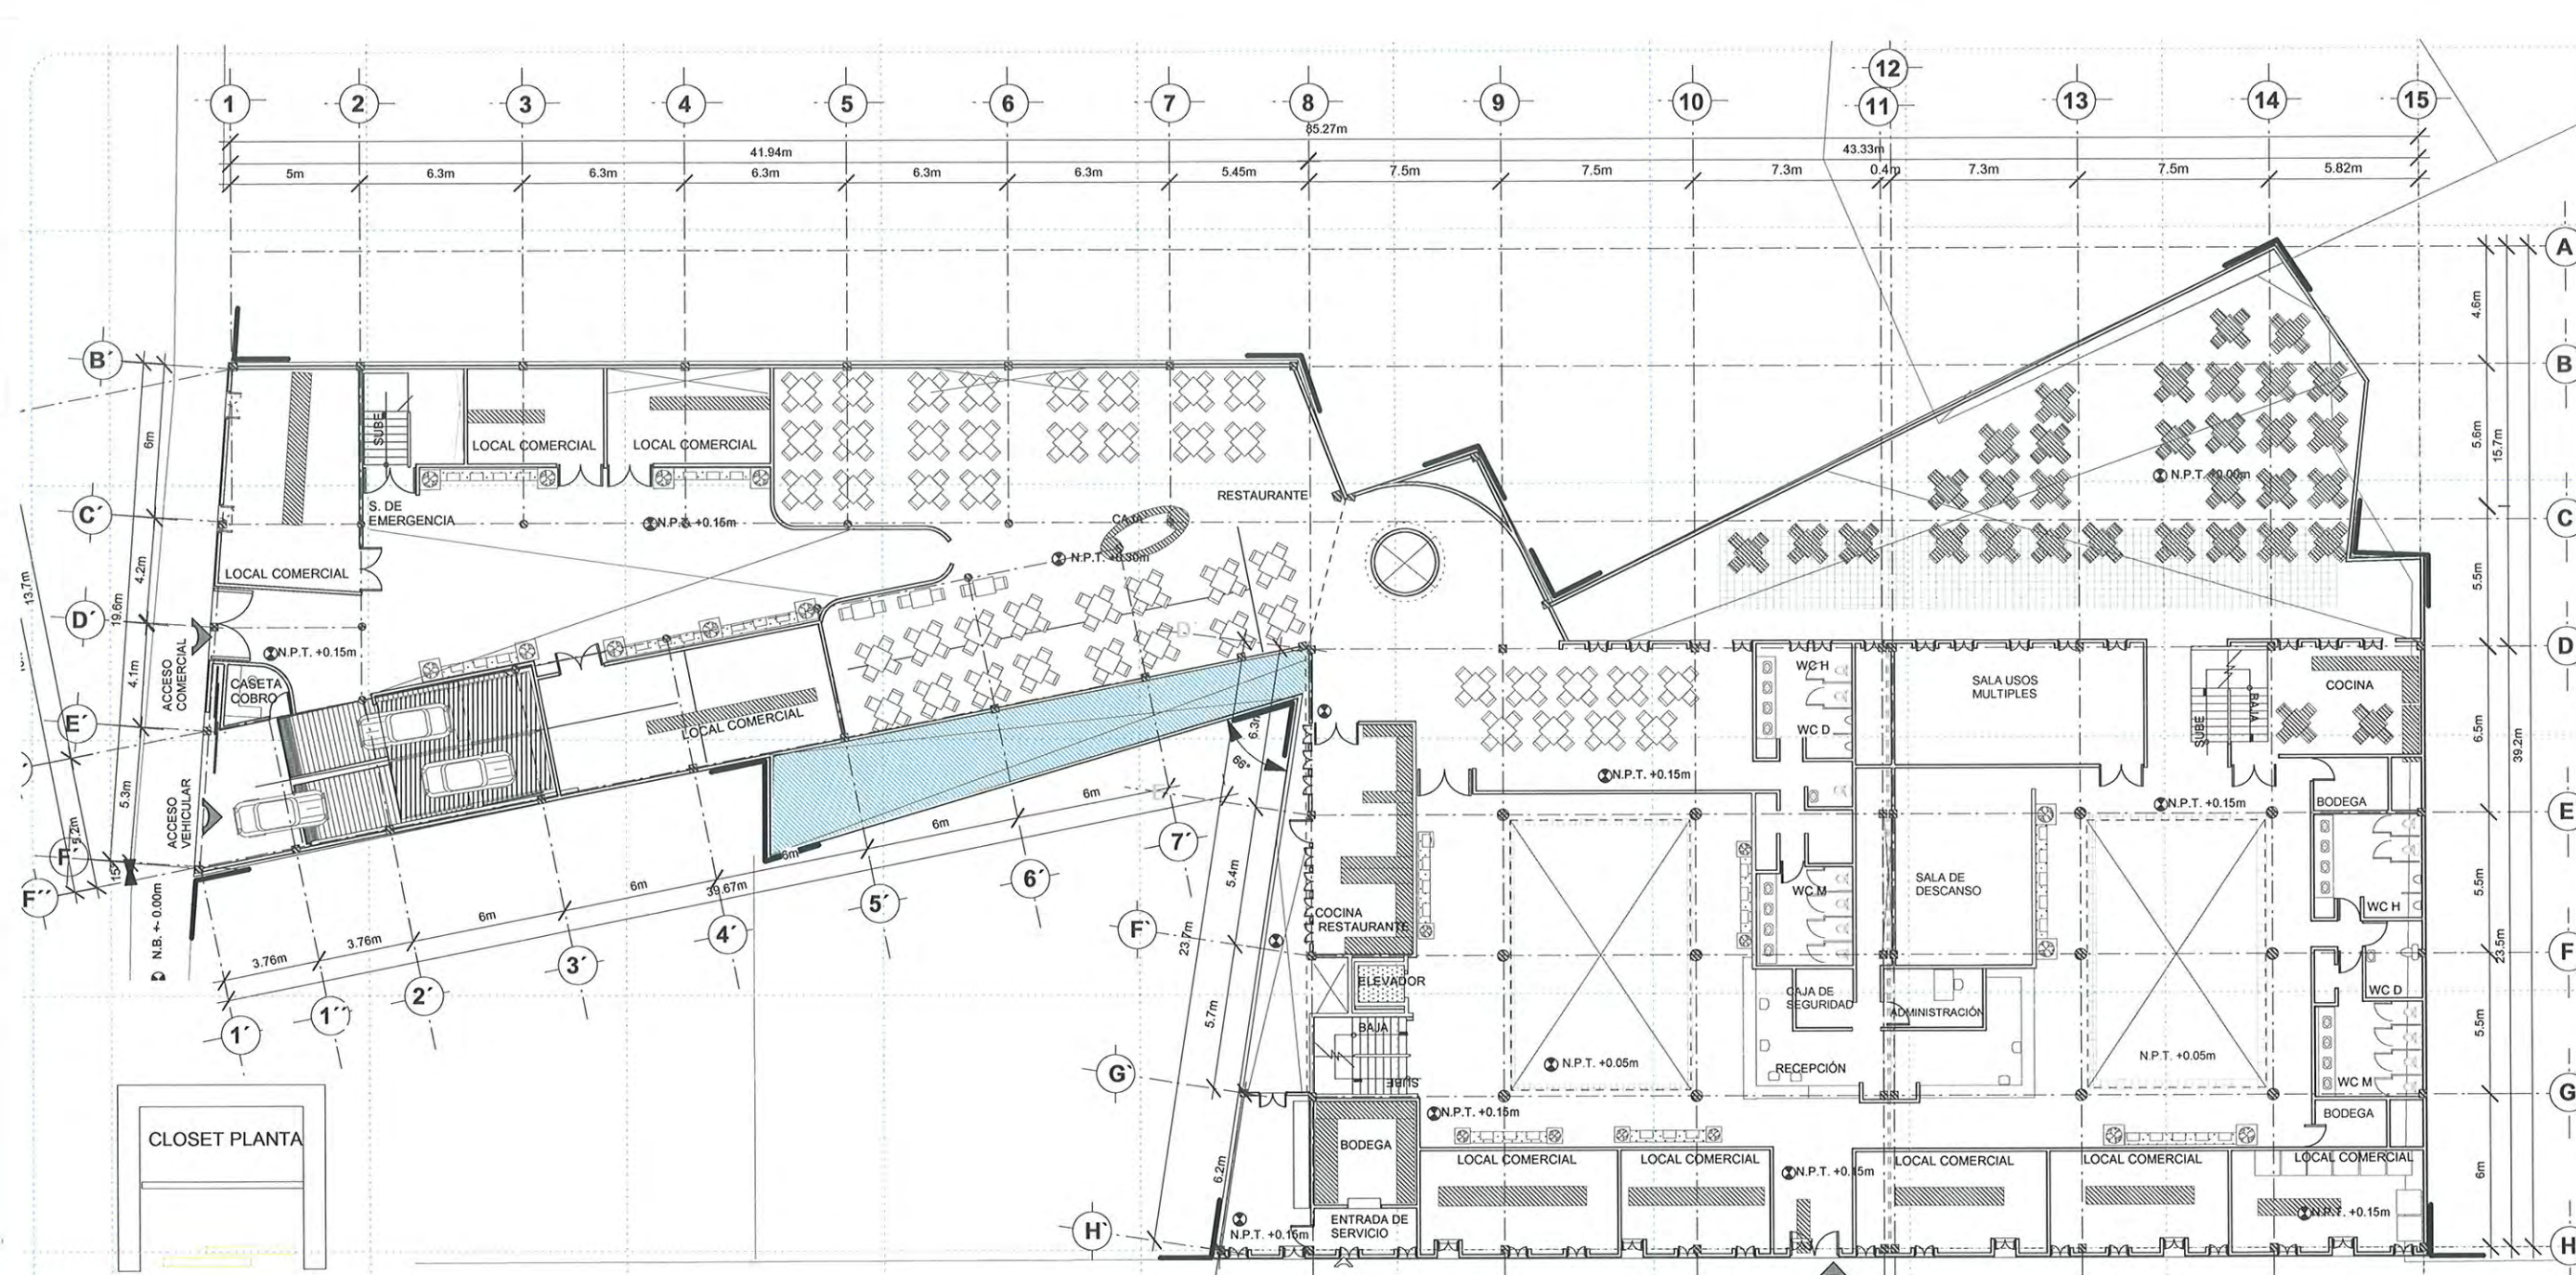 12
1
2
3
4
5
6
7
8
9
10
11
13
14
15
85.27m
41.94m
43.33m
5m
6.3m
6.3m
6.3m
6.3m
6.3m
5.45m
7.5m
7.5m
7.3m
0.4m
7.3m
7.5m
5.82m
A
B
C
D
E
F
G
H
4.6m
5.6m
15.7m
5.5m
6.5m
39.2m
5.5m
23.5m
5.5m
6m
B´
C´
D´
E´
F´´
6m
4.2m
19.6m
4.1m
5.3m
13.7m
SUBE
LOCAL COMERCIAL
LOCAL COMERCIAL
S. DE
EMERGENCIA
N.P.T. +0.15m
RESTAURANTE
CAJA
N.P.T. +0.30m
LOCAL COMERCIAL
ACCESO
COMERCIAL
N.P.T. +0.15m
CASETA
COBRO
LOCAL COMERCIAL
ACCESO
VEHICULAR
N.B. +- 0.00m
D
6.3m
66°
6m
6m
6m
6m
6m
39.67m
3.76m
3.76m
1´
1´´
2´
3´
4´
5´
6´
7´
F`
G`
H`
5.4m
23.7m
5.7m
6.2m
N.P.T. +0.00m
WC H
WC D
SALA USOS
MULTIPLES
SUBE
BAJA
COCINA
N.P.T. +0.15m
N.P.T. +0.15m
BODEGA
SALA DE
DESCANSO
WC M
WC H
COCINA
RESTAURANTE
ELEVADOR
BAJA
SUBE
CAJA DE
SEGURIDAD
ADMINISTRACIÓN
WC D
N.P.T. +0.05m
RECEPCIÓN
N.P.T. +0.05m
WC M
N.P.T. +0.15m
BODEGA
BODEGA
LOCAL COMERCIAL
LOCAL COMERCIAL
N.P.T. +0.15m
LOCAL COMERCIAL
LOCAL COMERCIAL
LOCAL COMERCIAL
N.P.T. +0.15m
ENTRADA DE
SERVICIO
N.P.T. +0.15m
CLOSET PLANTA